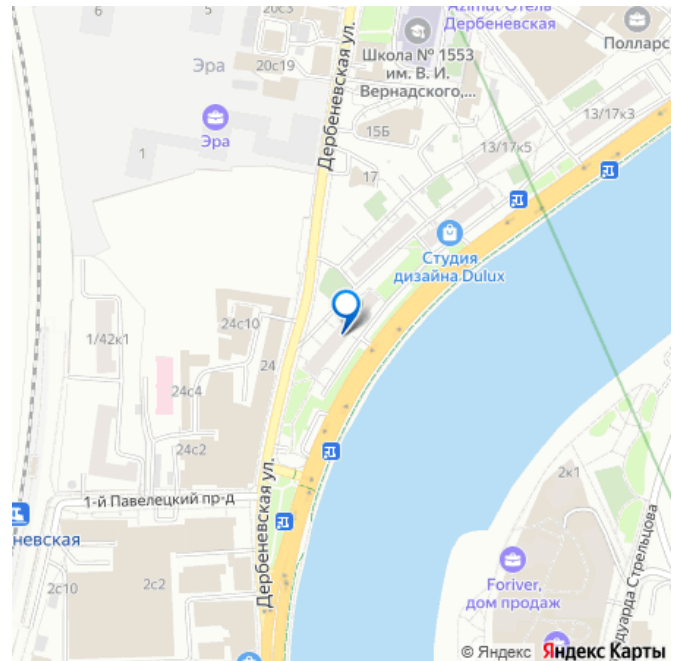 6
5
20с3
Azimut Отель
Дербеневская
Полларс
Школа № 1553
им. В. И.
Вернадского,...
Эра
20с19
Эра
1
Дербеневская ул.
15Б
17
13/17к3
13/17к5
Студия
дизайна Dulux
24с10
1/42к1
24
24с4
24с2
1-й Павелецкий пр-д
Дербеневская ул.
невская
2с10
2с2
2к1
Foriver,
дом продаж
дуарда Стрельцова
© Яндекс Яндекс Карты